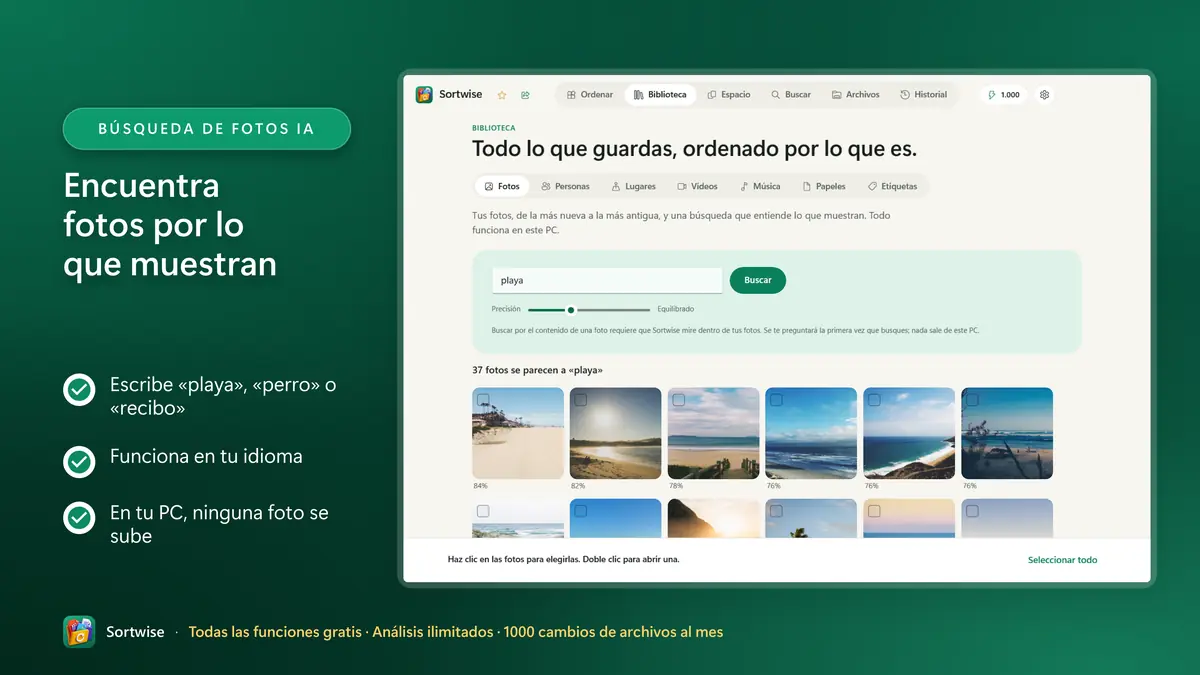 BÚSQUEDA DE FOTOS IA
Encuentra
fotos por lo
que muestran
Escribe «playa», «perro» o
«recibo»
Funciona en tu idioma
En tu PC, ninguna foto se
sube
Sortwise
Ordenar
Biblioteca
Espacio
Buscar
Archivos
Historial
1.000
BIBLIOTECA
Todo lo que guardas, ordenado por lo que es.
Fotos
Personas
Lugares
Vídeos
Música
Papeles
Etiquetas
Tus fotos, de la más nueva a la más antigua, y una búsqueda que entiende lo que muestran. Todo
funciona en este PC.
playa
Buscar
Precisión
Equilibrado
Buscar por el contenido de una foto requiere que Sortwise mire dentro de tus fotos. Se te preguntará la primera vez que busques; nada sale de este PC.
37 fotos se parecen a «playa»
84%
82%
78%
76%
76%
76%
Haz clic en las fotos para elegirlas. Doble clic para abrir una.
Seleccionar todo
Sortwise · Todas las funciones gratis · Análisis ilimitados · 1000 cambios de archivos al mes